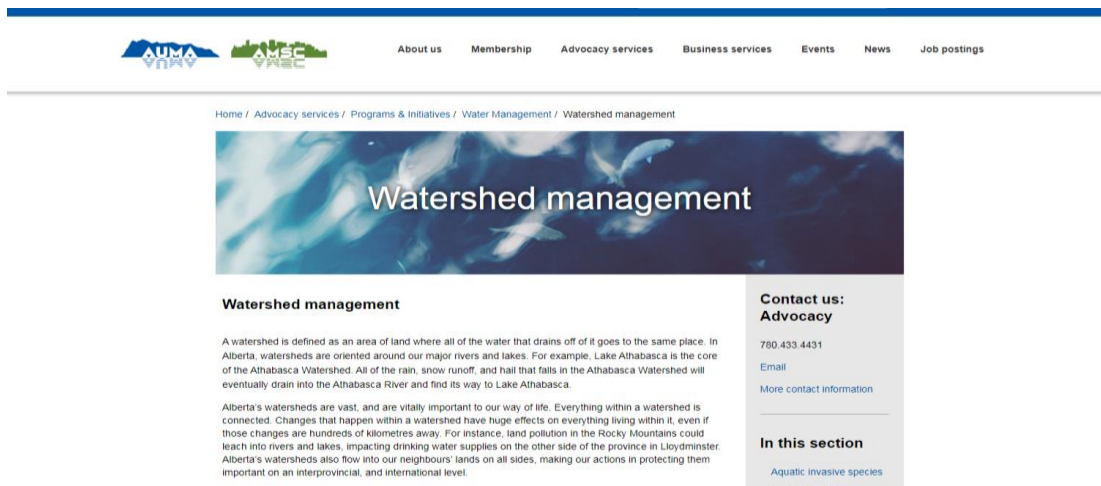 AUMA AMSC About us Membership Advocacy services Business services Events News Job postings
Home / Advocacy services / Programs & Initiatives / Water Management / Watershed management
Watershed management
Watershed management
A watershed is defined as an area of land where all of the water that drains off of it goes to the same place. In
Alberta, watersheds are oriented around our major rivers and lakes. For example, Lake Athabasca is the core
of the Athabasca Watershed. All of the rain, snow runoff, and hail that falls in the Athabasca Watershed will
eventually drain into the Athabasca River and find its way to Lake Athabasca.
Alberta's watersheds are vast, and are vitally important to our way of life. Everything within a watershed is
connected. Changes that happen within a watershed have huge effects on everything living within it, even if
those changes are hundreds of kilometres away. For instance, land pollution in the Rocky Mountains could
leach into rivers and lakes, impacting drinking water supplies on the other side of the province in Lloydminster.
Alberta's watersheds also flow into our neighbours' lands on all sides, making our actions in protecting them
important on an interprovincial, and international level.
Contact us:
Advocacy
780.433.4431
Email
More contact information
In this section
Aquatic invasive species